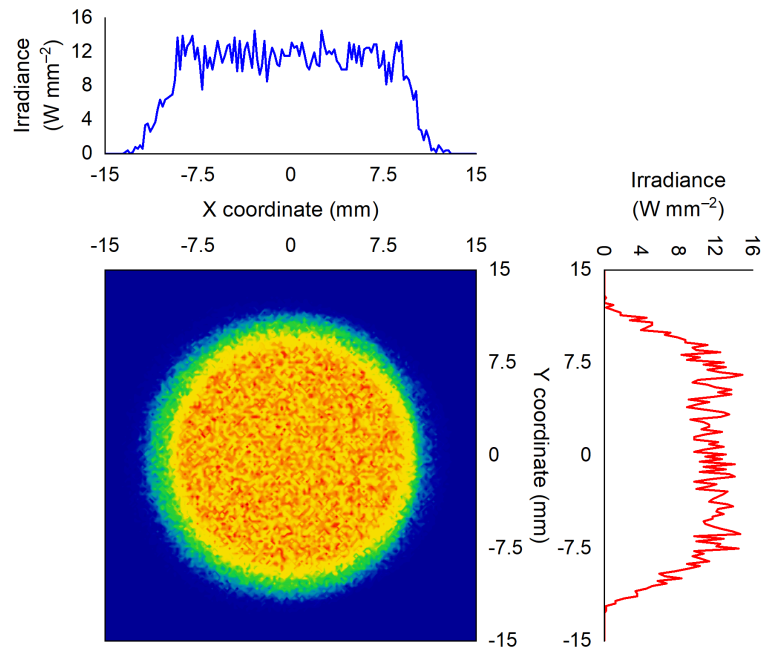 Irradiance
(W mm⁻²)
16
12
8
4
0
-15 -7.5 0 7.5 15
X coordinate (mm)
-15 -7.5 0 7.5 15
15
7.5
0
-7.5
-15
Y coordinate (mm)
Irradiance
(W mm⁻²)
0 4 8 12 16
15
7.5
0
-7.5
-15